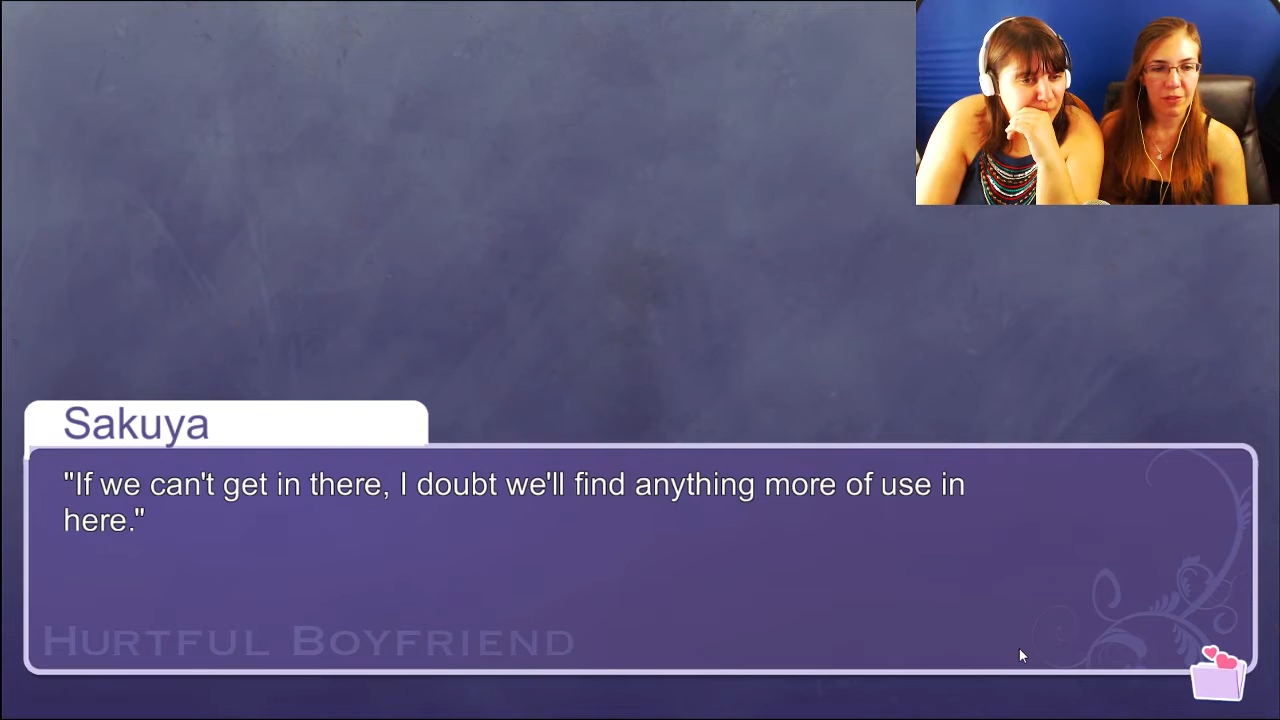 Sakuya
"If we can't get in there, I doubt we'll find anything more of use in
here."
HURTFUL BOYFRIEND